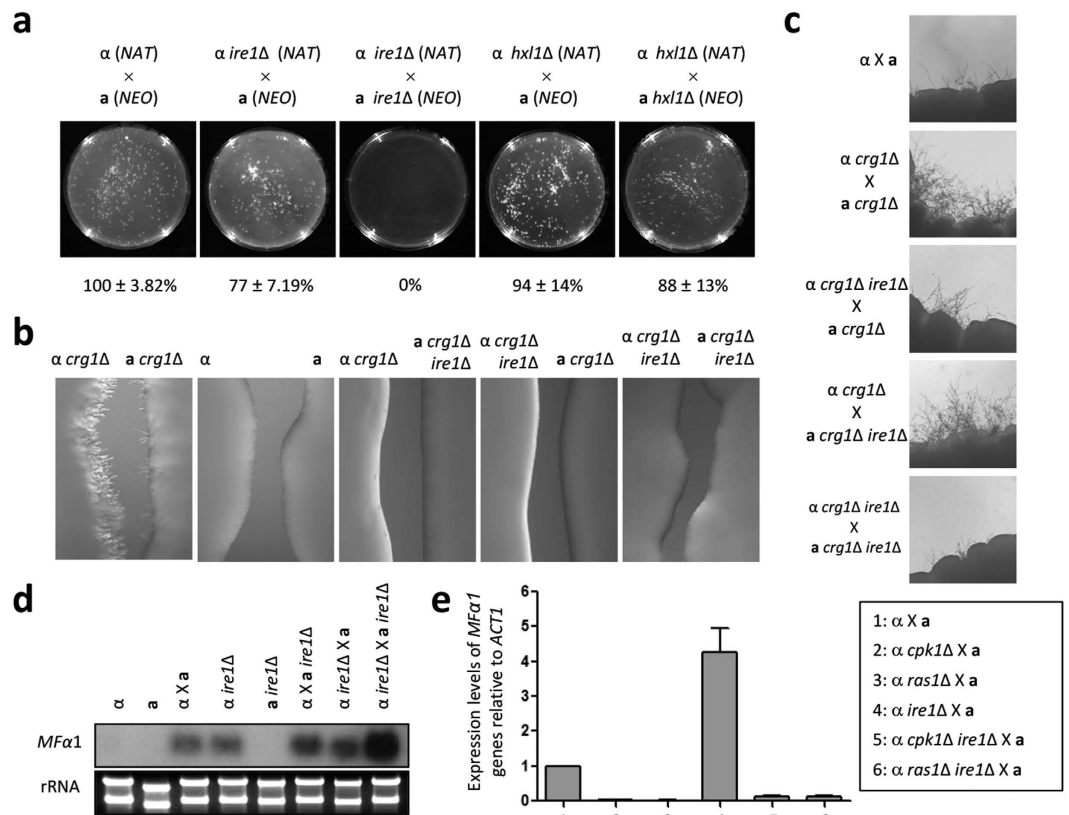 a
α (NAT)
×
a (NEO)
α ire1Δ (NAT)
×
a (NEO)
α ire1Δ (NAT)
×
a ire1Δ (NEO)
α hxl1Δ (NAT)
×
a (NEO)
α hxl1Δ (NAT)
×
a hxl1Δ (NEO)
100 ± 3.82%
77 ± 7.19%
0%
94 ± 14%
88 ± 13%
b
α crg1Δ
a crg1Δ
α
a
α crg1Δ
a crg1Δ
ire1Δ
α crg1Δ
ire1Δ
a crg1Δ
α crg1Δ
ire1Δ
a crg1Δ
ire1Δ
c
α X a
α crg1Δ
X
a crg1Δ
α crg1Δ ire1Δ
X
a crg1Δ
α crg1Δ
X
a crg1Δ ire1Δ
α crg1Δ ire1Δ
X
a crg1Δ ire1Δ
d
α
a
α X a
α ire1Δ
a ire1Δ
α X a ire1Δ
α ire1Δ X a
α ire1Δ X a ire1Δ
MFα1
rRNA
e
Expression levels of MFα1
genes relative to ACT1
6
5
4
3
2
1
0
1: α X a
2: α cpk1Δ X a
3: α ras1Δ X a
4: α ire1Δ X a
5: α cpk1Δ ire1Δ X a
6: α ras1Δ ire1Δ X a